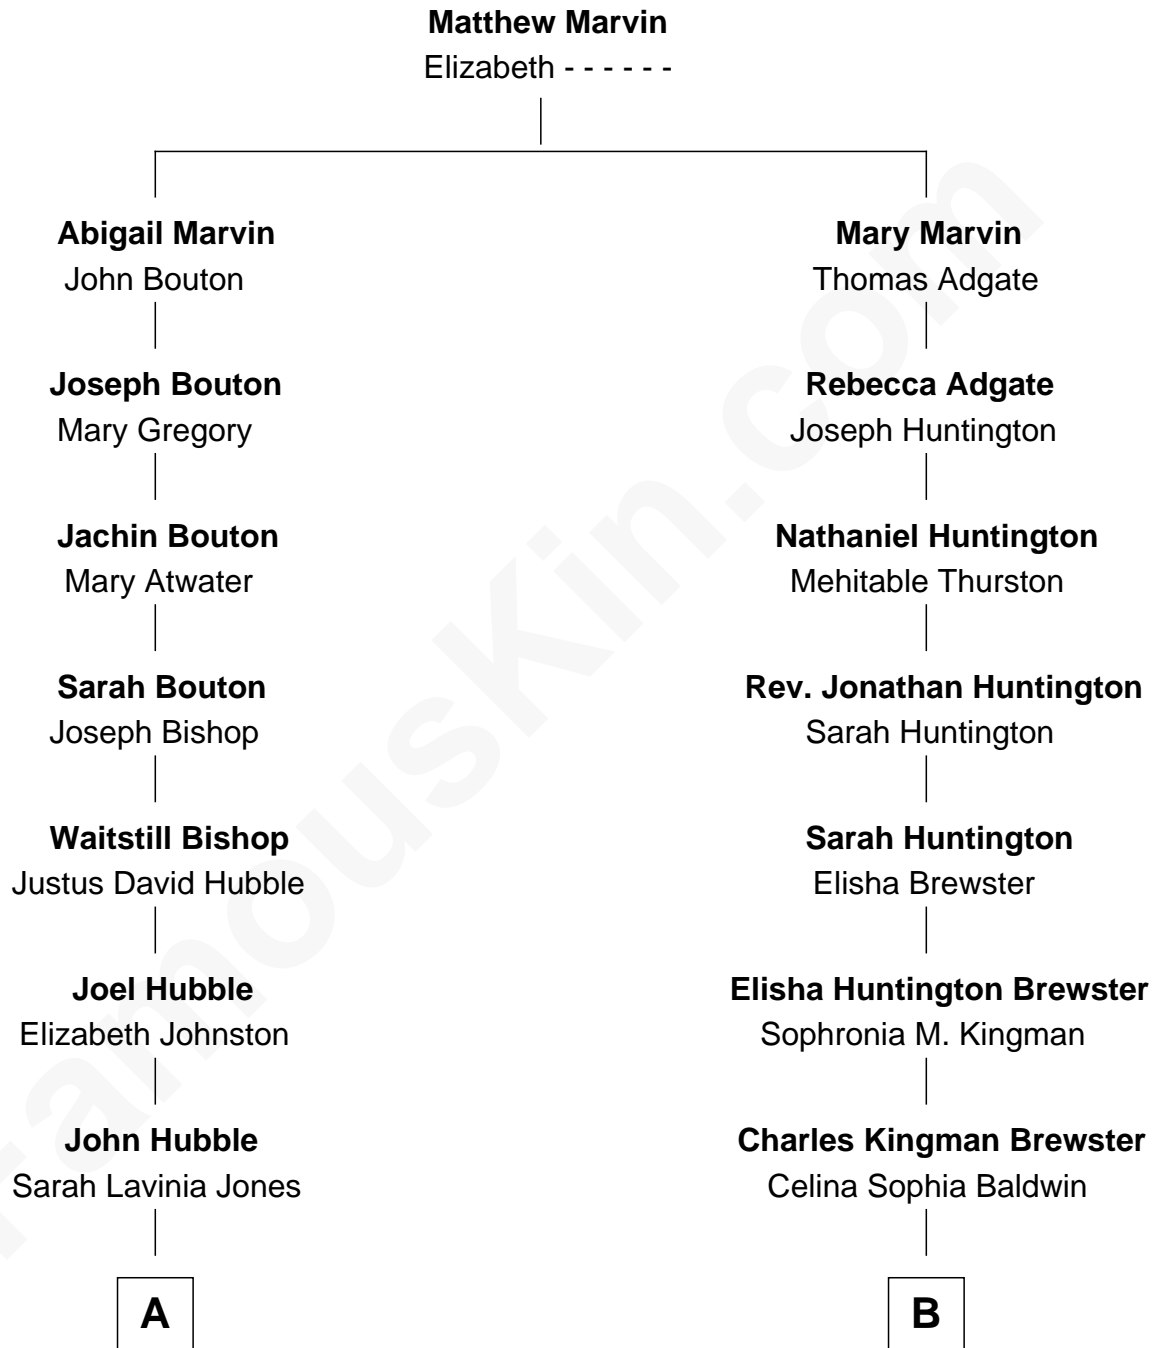 Matthew Marvin
Elizabeth - - - - - -
Abigail Marvin
John Bouton
Mary Marvin
Thomas Adgate
Joseph Bouton
Mary Gregory
Rebecca Adgate
Joseph Huntington
Jachin Bouton
Mary Atwater
Nathaniel Huntington
Mehitable Thurston
Sarah Bouton
Joseph Bishop
Rev. Jonathan Huntington
Sarah Huntington
Waitstill Bishop
Justus David Hubble
Sarah Huntington
Elisha Brewster
Joel Hubble
Elizabeth Johnston
Elisha Huntington Brewster
Sophronia M. Kingman
John Hubble
Sarah Lavinia Jones
Charles Kingman Brewster
Celina Sophia Baldwin
A
B
FamousKin.com